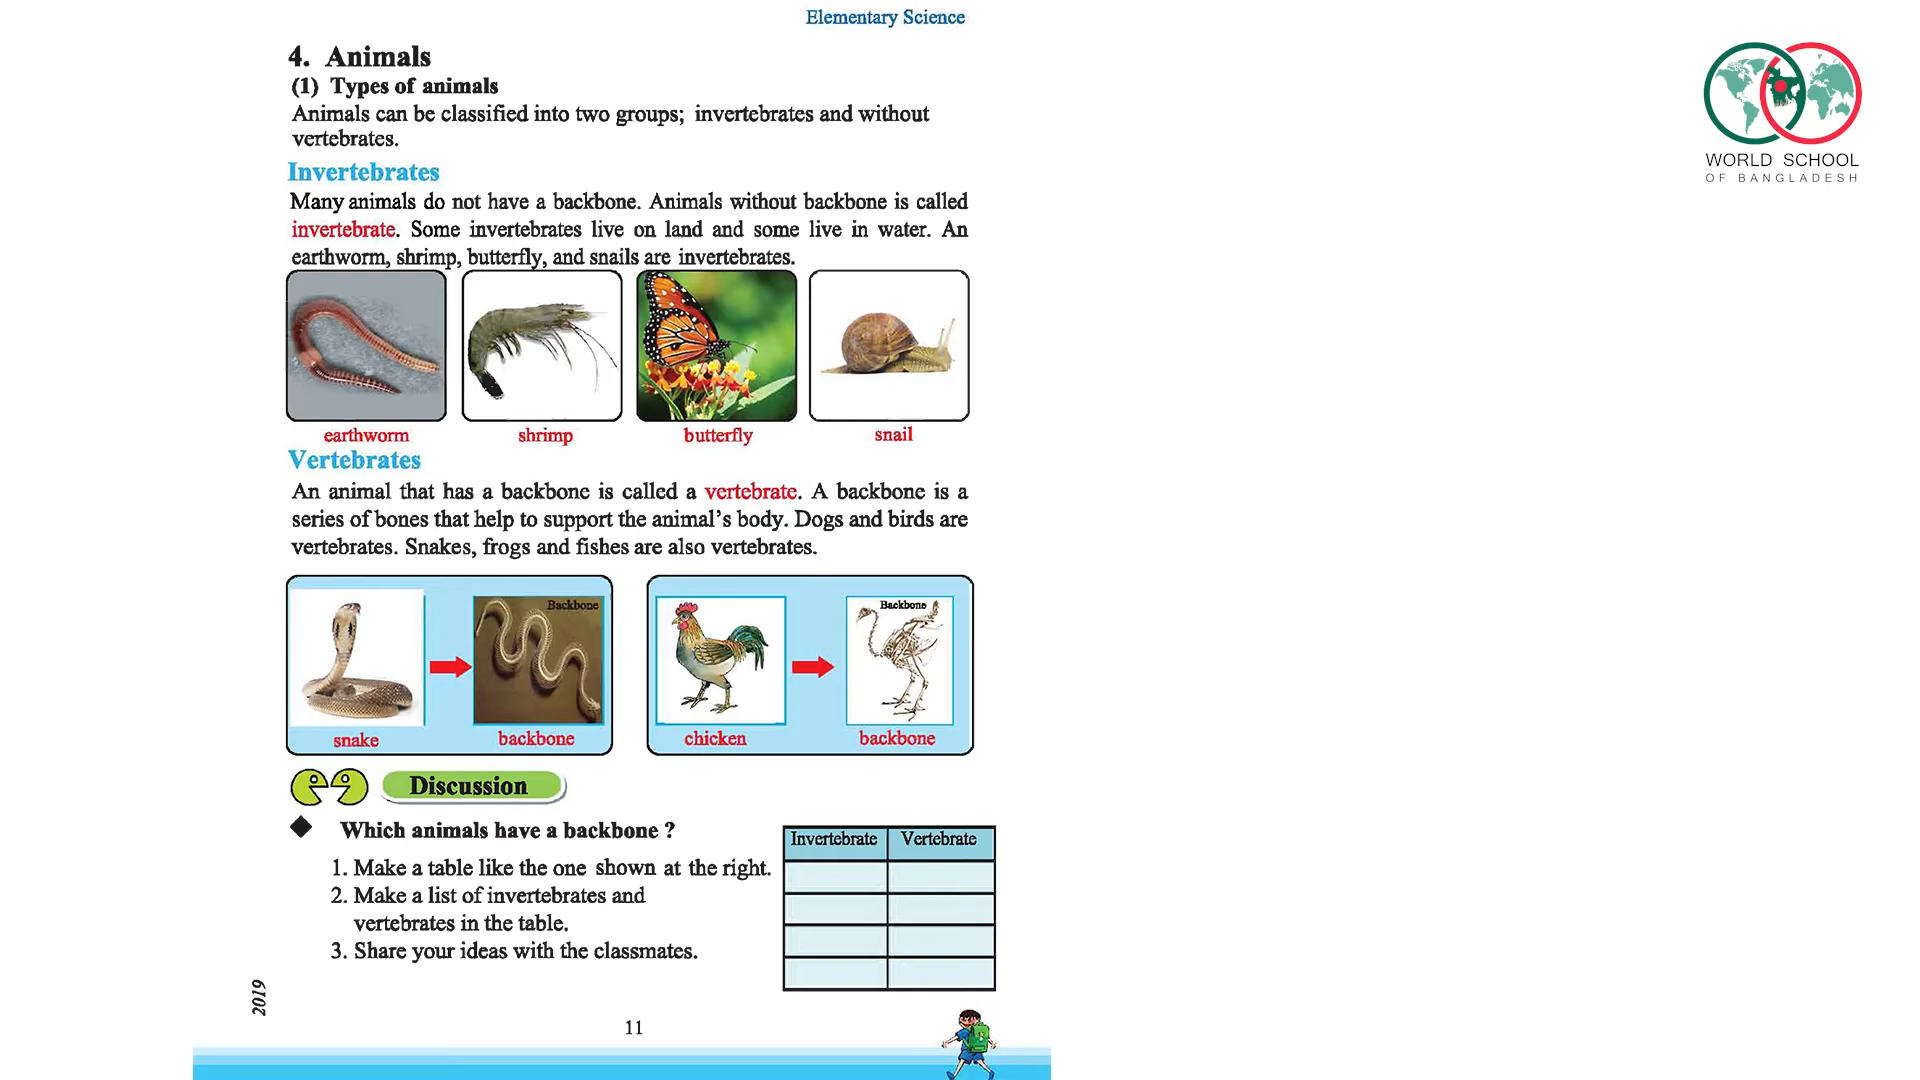 Elementary Science
WORLD SCHOOL
OF BANGLADESH
4. Animals
(1) Types of animals
Animals can be classified into two groups; invertebrates and without
vertebrates.
Invertebrates
Many animals do not have a backbone. Animals without backbone is called
invertebrate. Some invertebrates live on land and some live in water. An
earthworm, shrimp, butterfly, and snails are invertebrates.
earthworm shrimp butterfly snail
Vertebrates
An animal that has a backbone is called a vertebrate. A backbone is a
series of bones that help to support the animal's body. Dogs and birds are
vertebrates. Snakes, frogs and fishes are also vertebrates.
Backbone Backbone
snake backbone chicken backbone
Discussion
◆ Which animals have a backbone ?
1. Make a table like the one shown at the right.
2. Make a list of invertebrates and
vertebrates in the table.
3. Share your ideas with the classmates.
Invertebrate Vertebrate
2019
11